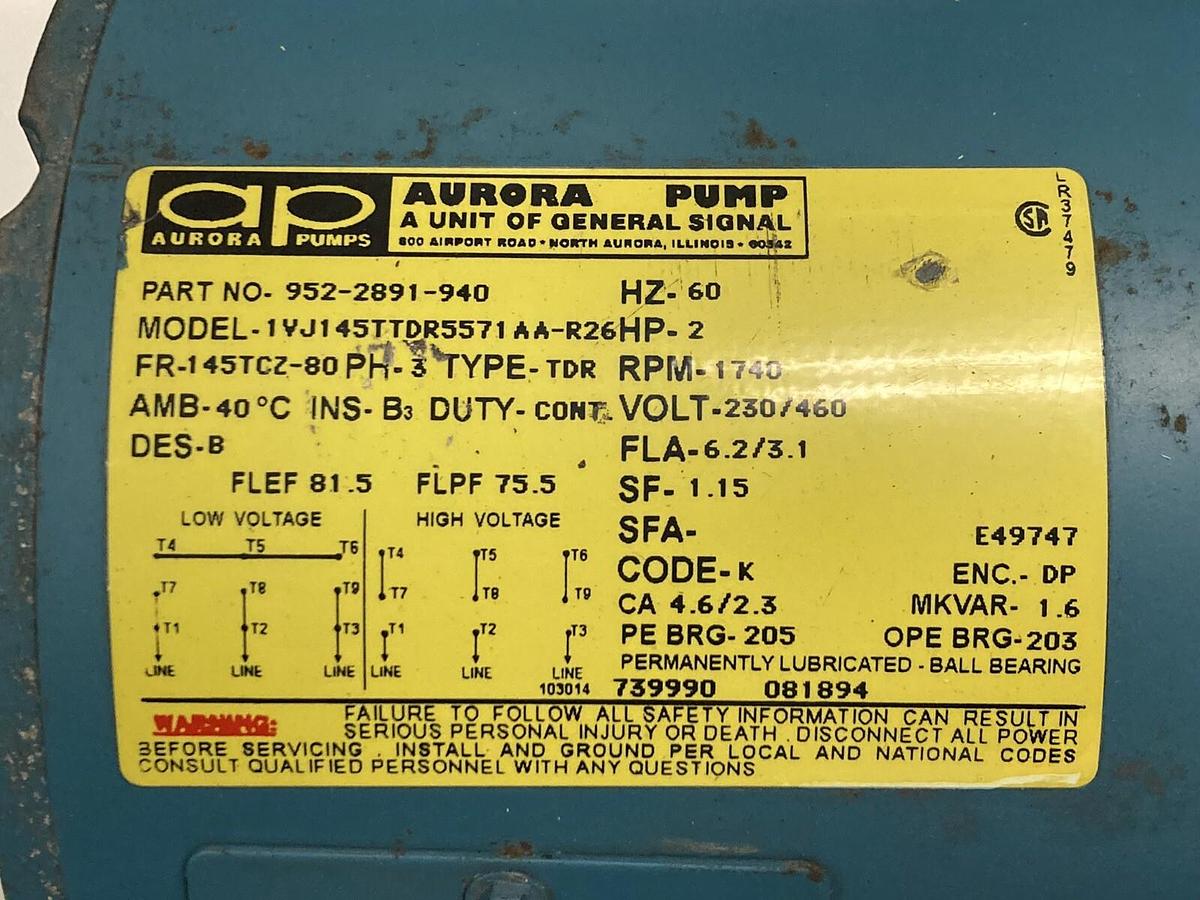 ap
AURORA PUMPS
AURORA PUMP
A UNIT OF GENERAL SIGNAL
800 AIRPORT ROAD • NORTH AURORA, ILLINOIS • 60542
SA
LR37479
PART NO- 952-2891-940 HZ- 60
MODEL-1VJ145TTDR5571AA-R26 HP- 2
FR-145TCZ-80 PH- 3 TYPE- TDR RPM-1740
AMB-40°C INS- B3 DUTY- CONT. VOLT-230/460
DES-B FLA-6.2/3.1
FLEF 81.5 FLPF 75.5 SF- 1.15
LOW VOLTAGE HIGH VOLTAGE SFA- E49747
T4 T5 T6 T4 T5 T6
CODE-K ENC.- DP
T7 T8 T9 T7 T8 T9
CA 4.6/2.3 MKVAR- 1.6
T1 T2 T3 T1 T2 T3
PE BRG- 205 OPE BRG-203
LINE LINE LINE LINE LINE LINE
PERMANENTLY LUBRICATED - BALL BEARING
103014 739990 081894
WARNING: FAILURE TO FOLLOW ALL SAFETY INFORMATION CAN RESULT IN
SERIOUS PERSONAL INJURY OR DEATH . DISCONNECT ALL POWER
BEFORE SERVICING . INSTALL AND GROUND PER LOCAL AND NATIONAL CODES
CONSULT QUALIFIED PERSONNEL WITH ANY QUESTIONS